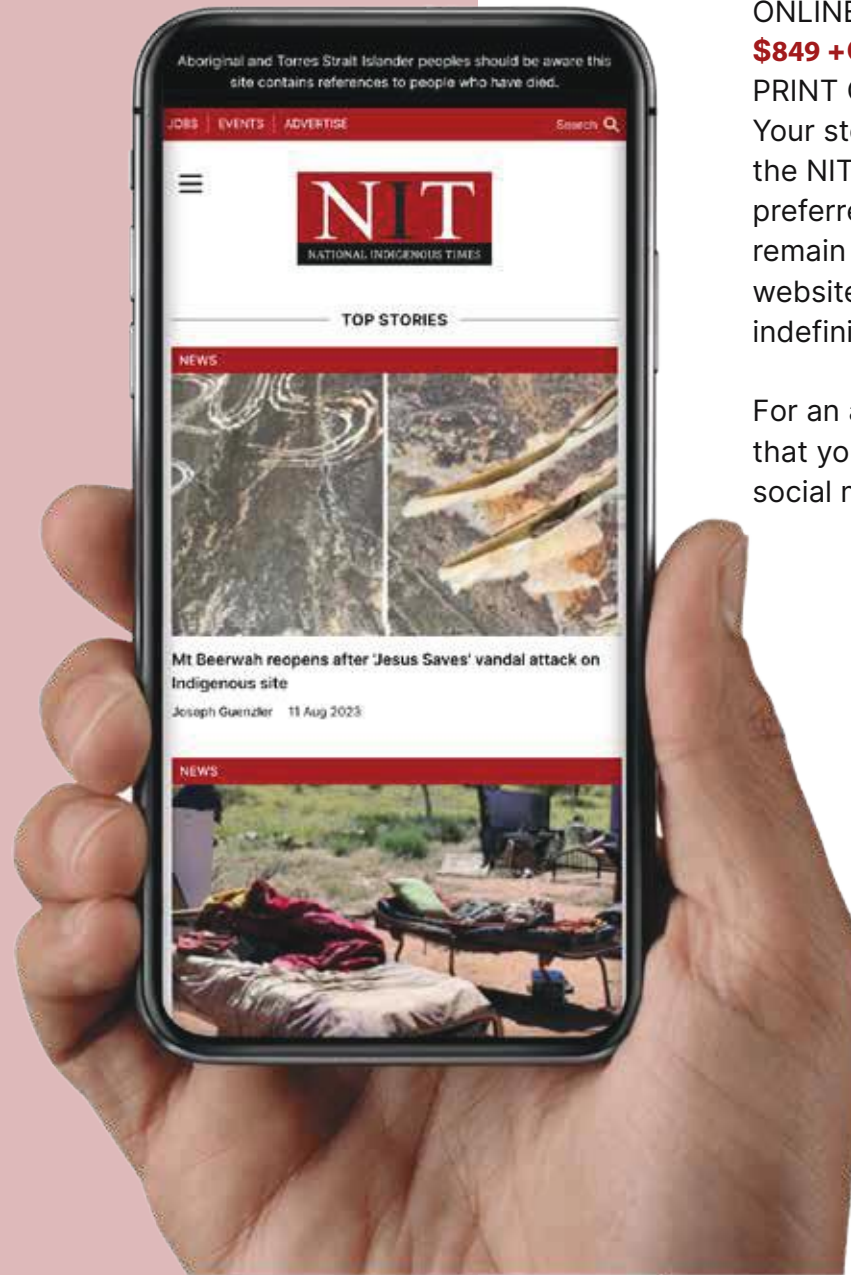 Aboriginal and Torres Strait Islander peoples should be aware this
site contains references to people who have died.
JOBS | EVENTS | ADVERTISE Search
NIT
NATIONAL INDIGENOUS TIMES
TOP STORIES
NEWS
Mt Beerwah reopens after 'Jesus Saves' vandal attack on
Indigenous site
Joseph Guenzler 11 Aug 2023
NEWS
ONLINE
$849 +
PRINT
Your
the NIT
preferre
remain
website
indefini
For an
that yo
social